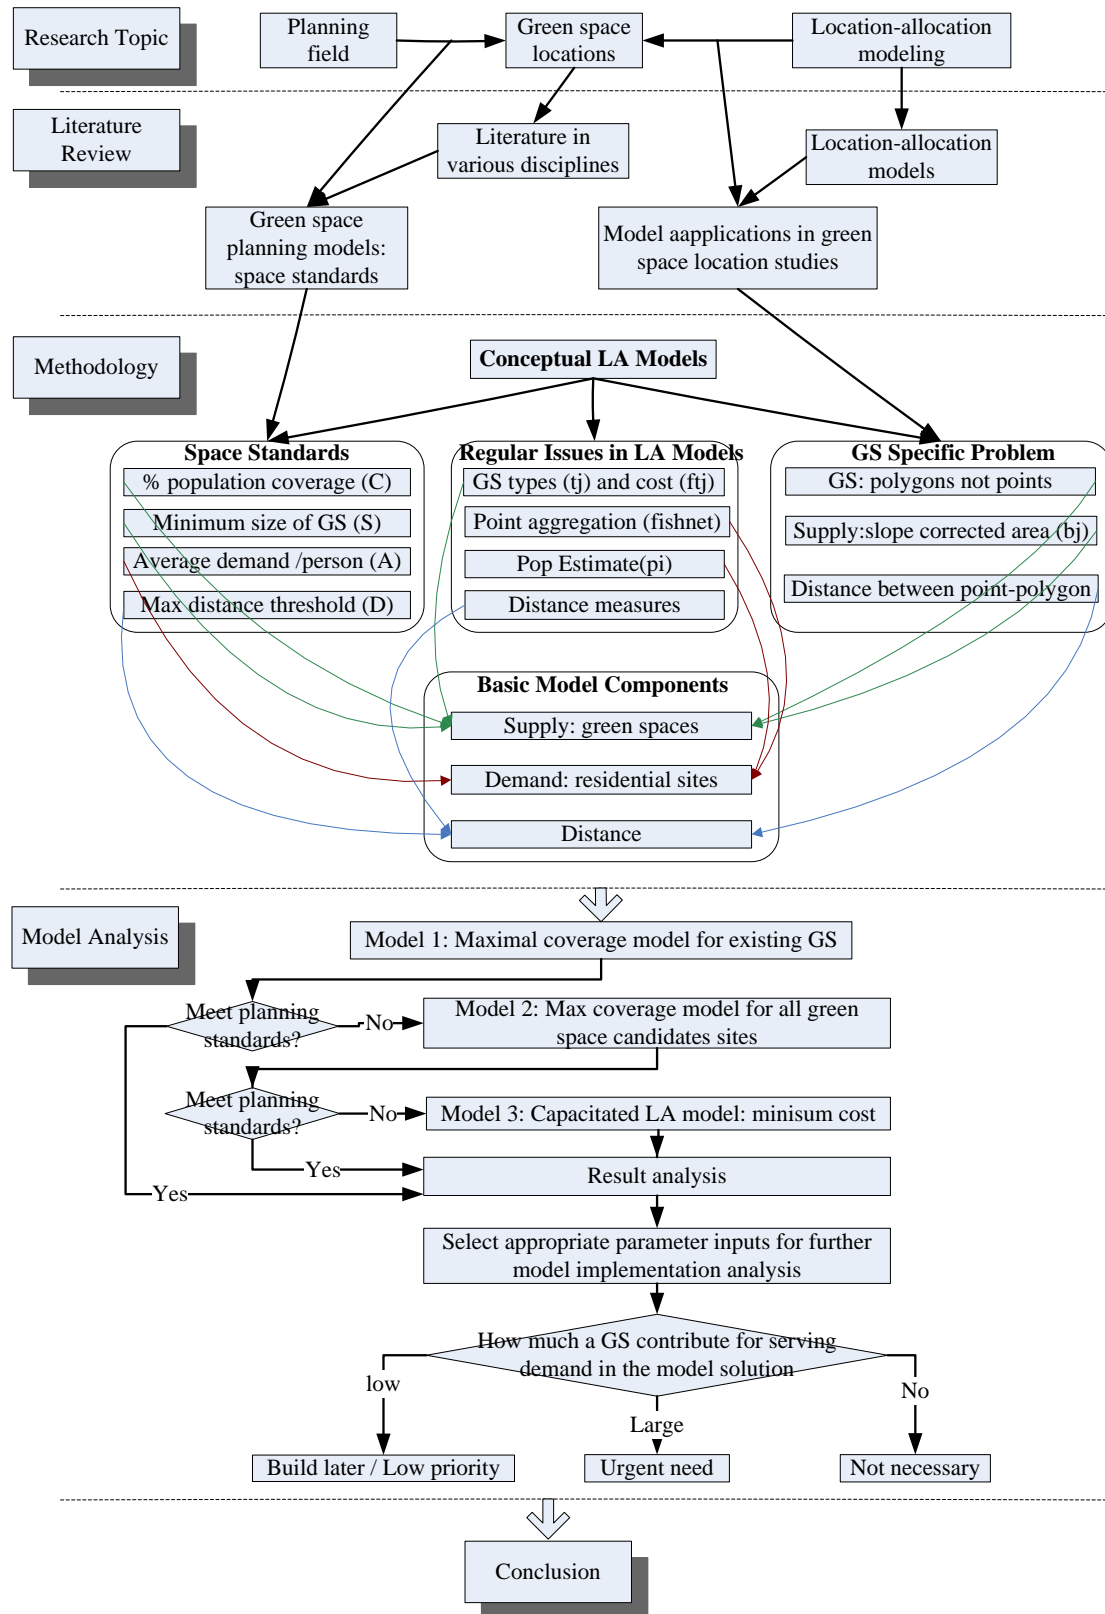 Research Topic
Planning
field
Green space
locations
Location-allocation
modeling
Literature
Review
Literature in
various disciplines
Location-allocation
models
Green space
planning models:
space standards
Model aapplications in green
space location studies
Methodology
Conceptual LA Models
Space Standards
% population coverage (C)
Minimum size of GS (S)
Average demand /person (A)
Max distance threshold (D)
Regular Issues in LA Models
GS types (tj) and cost (ftj)
Point aggregation (fishnet)
Pop Estimate(pi)
Distance measures
GS Specific Problem
GS: polygons not points
Supply:slope corrected area (bj)
Distance between point-polygon
Basic Model Components
Supply: green spaces
Demand: residential sites
Distance
Model Analysis
Model 1: Maximal coverage model for existing GS
Meet planning
standards?
No
Model 2: Max coverage model for all green
space candidates sites
Meet planning
standards?
No
Model 3: Capacitated LA model: minisum cost
Yes
Result analysis
Yes
Select appropriate parameter inputs for further
model implementation analysis
How much a GS contribute for serving
demand in the model solution
low
Large
No
Build later / Low priority
Urgent need
Not necessary
Conclusion